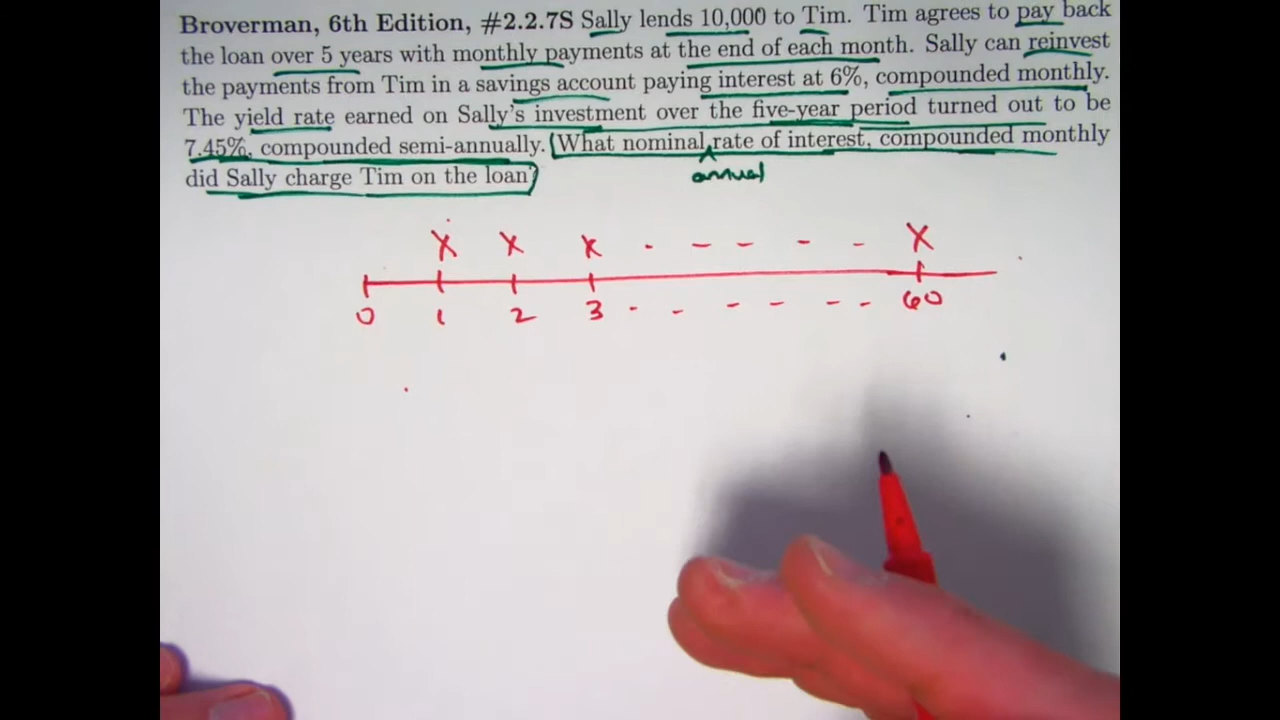 Broverman, 6th Edition, #2.2.7S Sally lends 10,000 to Tim. Tim agrees to pay back
the loan over 5 years with monthly payments at the end of each month. Sally can reinvest
the payments from Tim in a savings account paying interest at 6%, compounded monthly.
The yield rate earned on Sally's investment over the five-year period turned out to be
7.45%, compounded semi-annually. (What nominal rate of interest, compounded monthly
annual
did Sally charge Tim on the loan?
X X X X
0 1 2 3 60